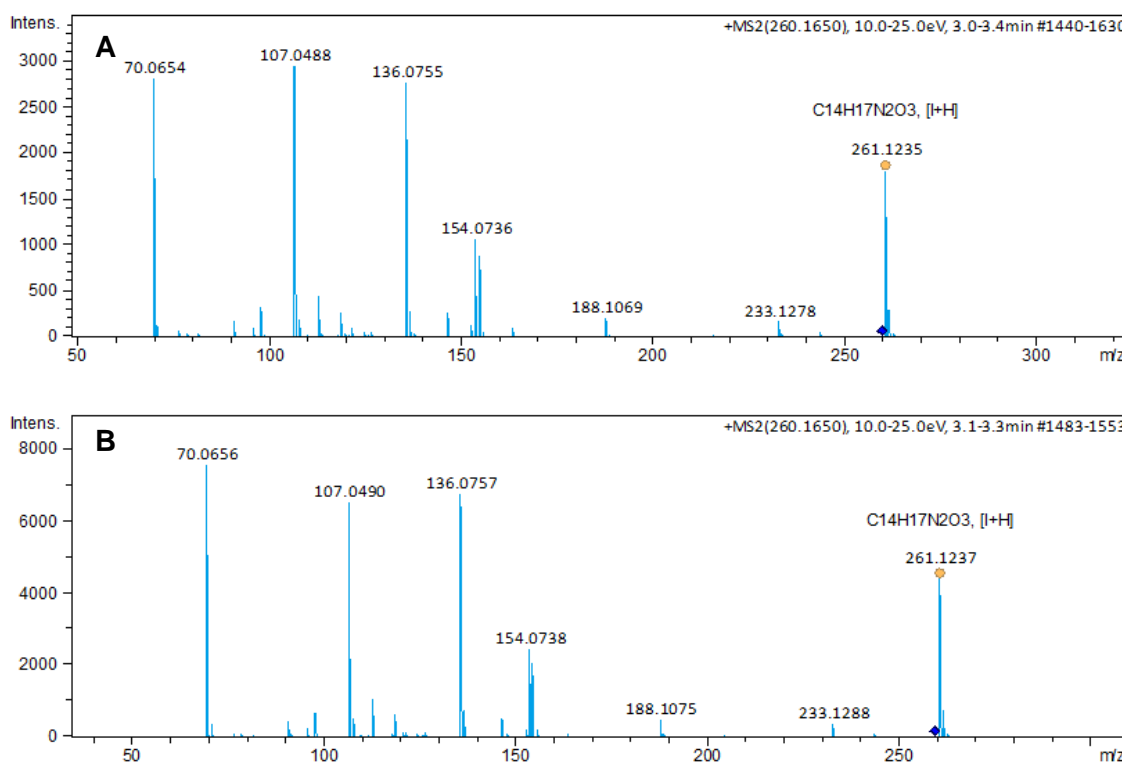 Intens.
+MS2(260.1650), 10.0-25.0eV, 3.0-3.4min #1440-1630
A
3000
2500
2000
1500
1000
500
0
70.0654
107.0488
136.0755
C14H17N2O3, [I+H]
261.1235
154.0736
188.1069
233.1278
50 100 150 200 250 300 m/z
Intens.
+MS2(260.1650), 10.0-25.0eV, 3.1-3.3min #1483-1553
B
8000
6000
4000
2000
0
70.0656
107.0490
136.0757
C14H17N2O3, [I+H]
261.1237
154.0738
188.1075
233.1288
50 100 150 200 250 m/z